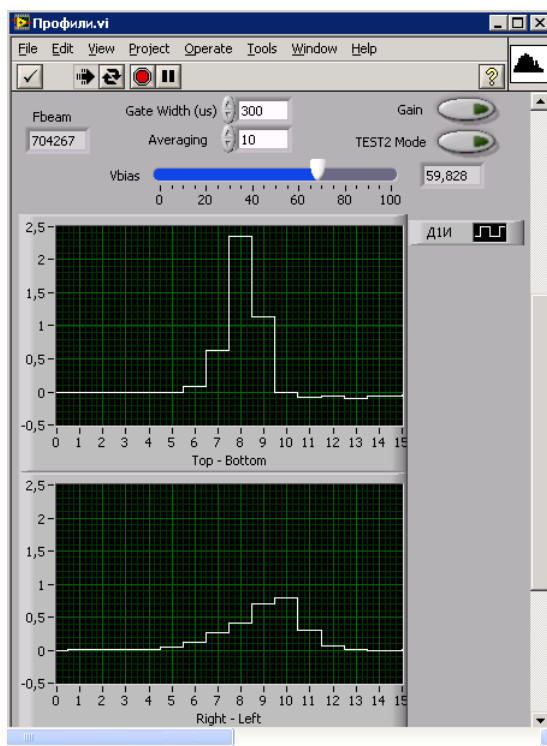 Профили.vi
File Edit View Project Operate Tools Window Help
Fbeam Gate Width (us) 300 Gain
704267 Averaging 10 TEST2 Mode
Vbias 59,828
0 20 40 60 80 100
Д1И
2,5
2
1,5
1
0,5
0
-0,5
0 1 2 3 4 5 6 7 8 9 10 11 12 13 14 15
Top - Bottom
2,5
2
1,5
1
0,5
0
-0,5
0 1 2 3 4 5 6 7 8 9 10 11 12 13 14 15
Right - Left